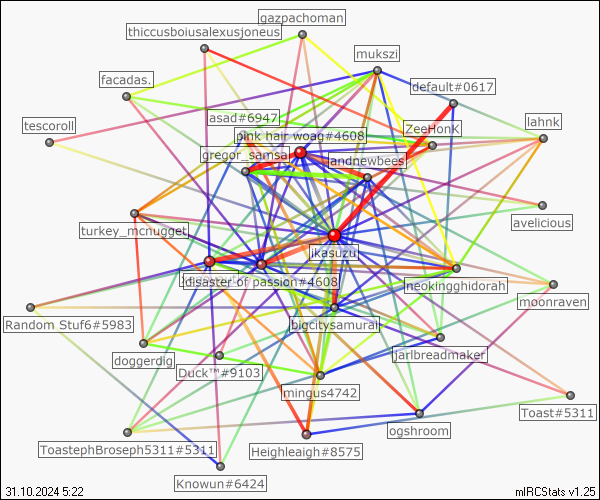 gazpachoman
thiccusboiusalexusjoneus
mukszi
facadas.
default#0617
asad#6947
tescoroll
ZeeHonK
lahnk
pink hair woag#4608
gregor_samsa
andnewbees
avelicious
turkey_mcnugget
jkasuzu
disaster of passion#4608
neokingghidorah
moonraven
Random Stuf6#5983
bigcitysamurai
doggerdig
jarlbreadmaker
Duck™#9103
mingus4742
Toast#5311
ogshroom
ToastephBroseph5311#5311
Heighleaigh#8575
Knowun#6424
31.10.2024 5:22
mIRCStats v1.25